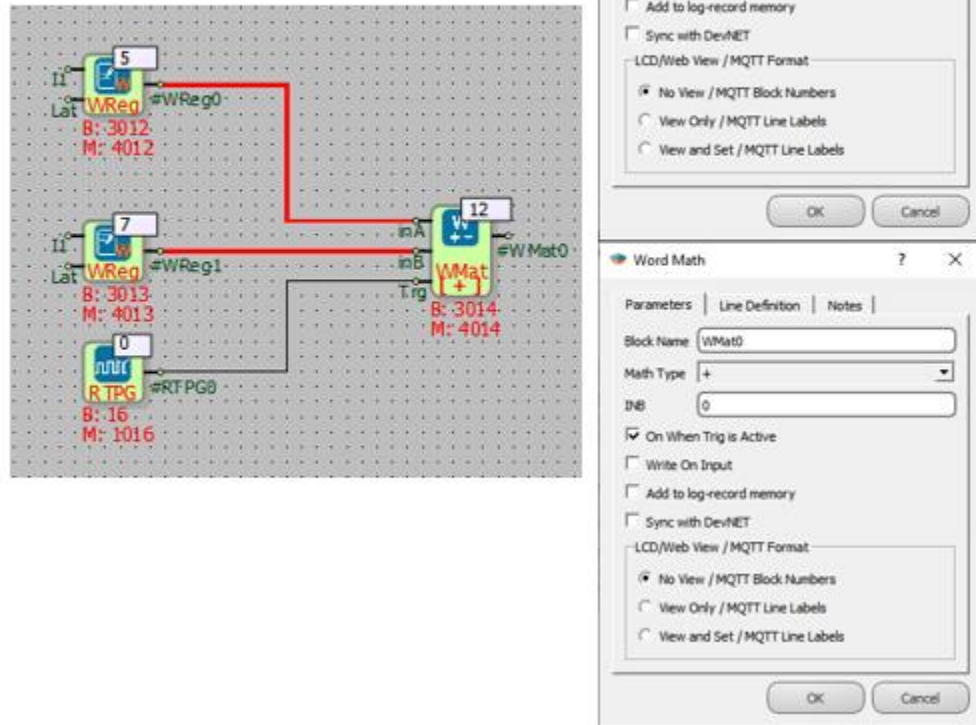 5
I1
Lat
WReg
#WReg0
B: 3012
M: 4012
7
I1
Lat
WReg
#WReg1
B: 3013
M: 4013
0
RTPG
#RTPG0
B: 16
M: 1016
12
W
+ -
inA
inB
Trg
WMat
[ + ]
#WMat0
B: 3014
M: 4014
Add to log-record memory
Sync with DevNET
LCD/Web View / MQTT Format
No View / MQTT Block Numbers
View Only / MQTT Line Labels
View and Set / MQTT Line Labels
OK Cancel
Word Math ? ×
Parameters Line Definition Notes
Block Name WMat0
Math Type +
INB 0
On When Trig is Active
Write On Input
Add to log-record memory
Sync with DevNET
LCD/Web View / MQTT Format
No View / MQTT Block Numbers
View Only / MQTT Line Labels
View and Set / MQTT Line Labels
OK Cancel